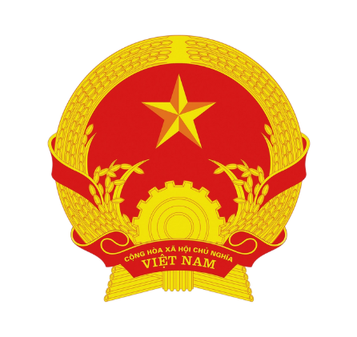 CỘNG HÒA XÃ HỘI CHỦ NGHĨA
VIỆT NAM